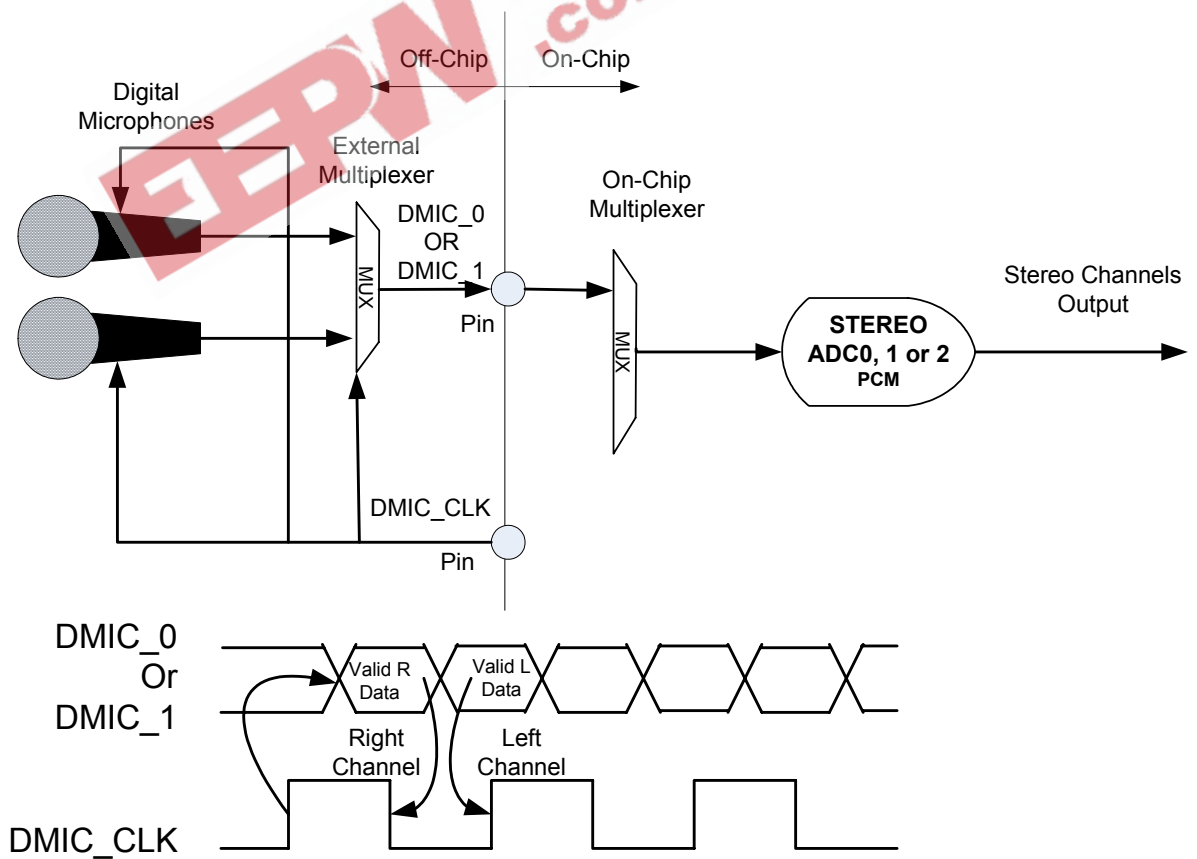 EEPW
.co
Off-Chip
On-Chip
Digital
Microphones
External
Multiplexer
On-Chip
Multiplexer
DMIC_0
OR
DMIC_1
MUX
Pin
MUX
STEREO
ADC0, 1 or 2
PCM
Stereo Channels
Output
DMIC_CLK
Pin
DMIC_0
Or
DMIC_1
Valid R
Data
Valid L
Data
Right
Channel
Left
Channel
DMIC_CLK